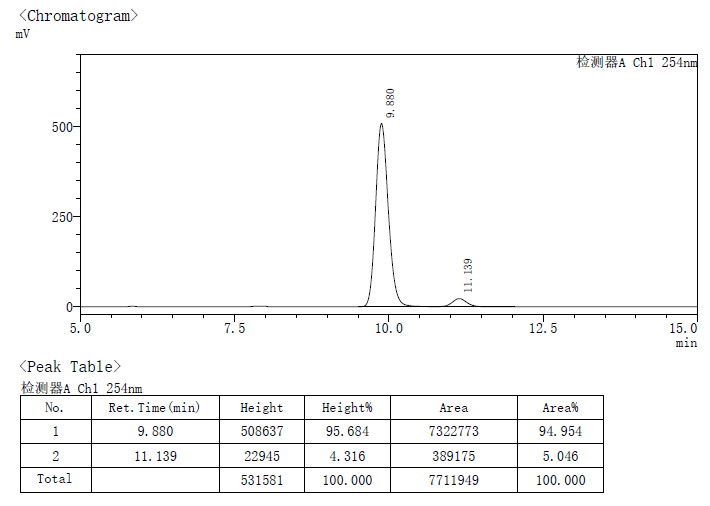 <Chromatogram>
mV
检测器A Ch1 254nm
9.880
500
250
11.139
0
5.0 7.5 10.0 12.5 15.0
min
<Peak Table>
检测器A Ch1 254nm
No. Ret.Time(min) Height Height% Area Area%
1 9.880 508637 95.684 7322773 94.954
2 11.139 22945 4.316 389175 5.046
Total 531581 100.000 7711949 100.000